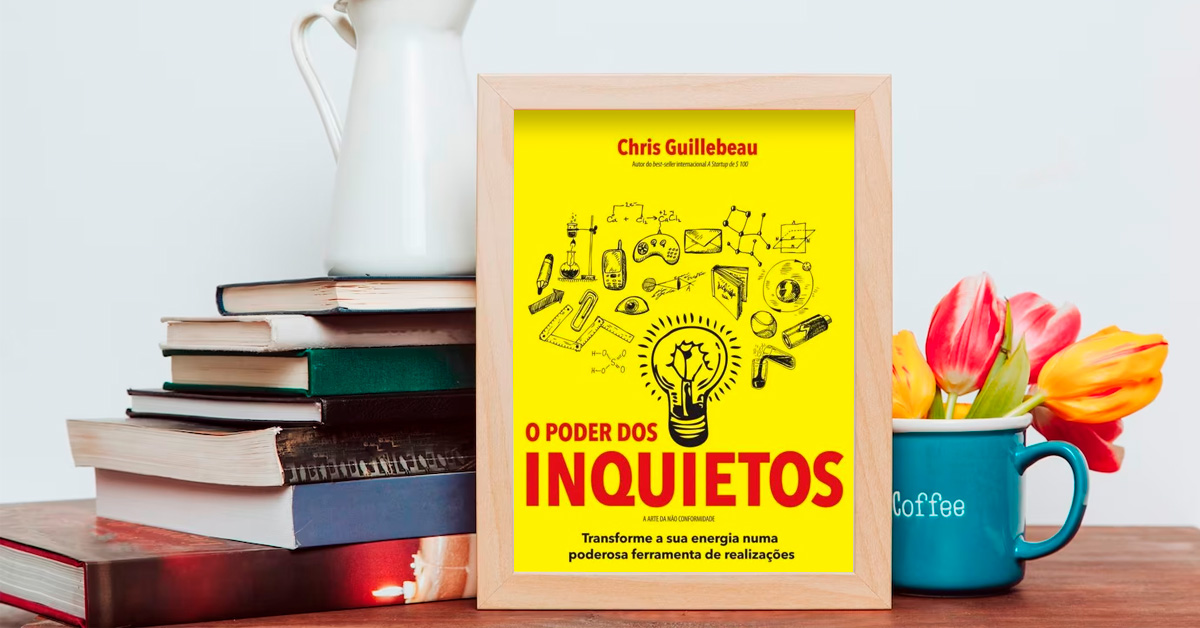 Chris Guillebeau
Autor do best-seller internacional A Startup de $ 100
O PODER DOS
INQUIETOS
A ARTE DA NÃO CONFORMIDADE
Transforme a sua energia numa
poderosa ferramenta de realizações
Coffee